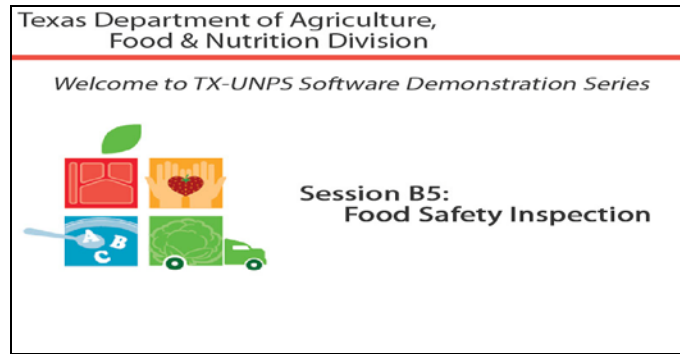 Texas Department of Agriculture,
Food & Nutrition Division
Welcome to TX-UNPS Software Demonstration Series
Session B5:
Food Safety Inspection
A
B
C